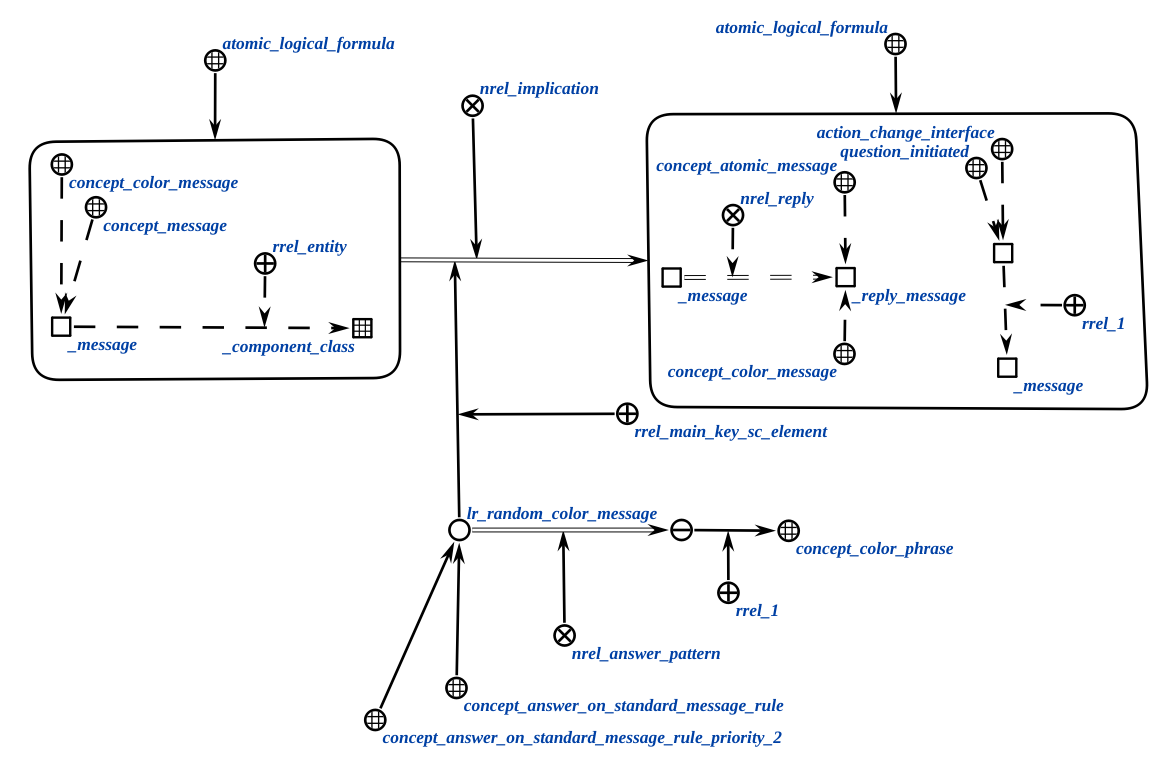 atomic_logical_formula
atomic_logical_formula
nrel_implication
concept_color_message
concept_message
rrel_entity
_message
_component_class
action_change_interface
question_initiated
concept_atomic_message
nrel_reply
_message
_reply_message
rrel_1
concept_color_message
_message
rrel_main_key_sc_element
lr_random_color_message
concept_color_phrase
rrel_1
nrel_answer_pattern
concept_answer_on_standard_message_rule
concept_answer_on_standard_message_rule_priority_2